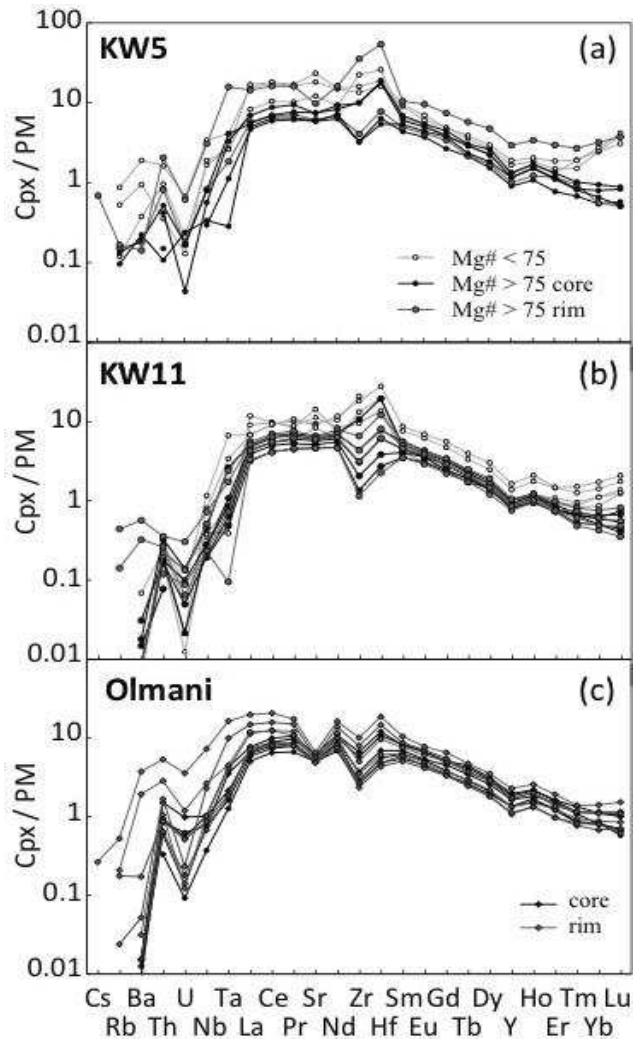 100
KW5
(a)
10
1
0.1
0.01
Cpx / PM
Mg# < 75
Mg# > 75 core
Mg# > 75 rim
KW11
(b)
10
1
0.1
0.01
Cpx / PM
Olmani
(c)
10
1
0.1
0.01
Cpx / PM
core
rim
Cs Ba U Ta Ce Sr Zr Sm Gd Dy Ho Tm Lu
Rb Th Nb La Pr Nd Hf Eu Tb Y Er Yb